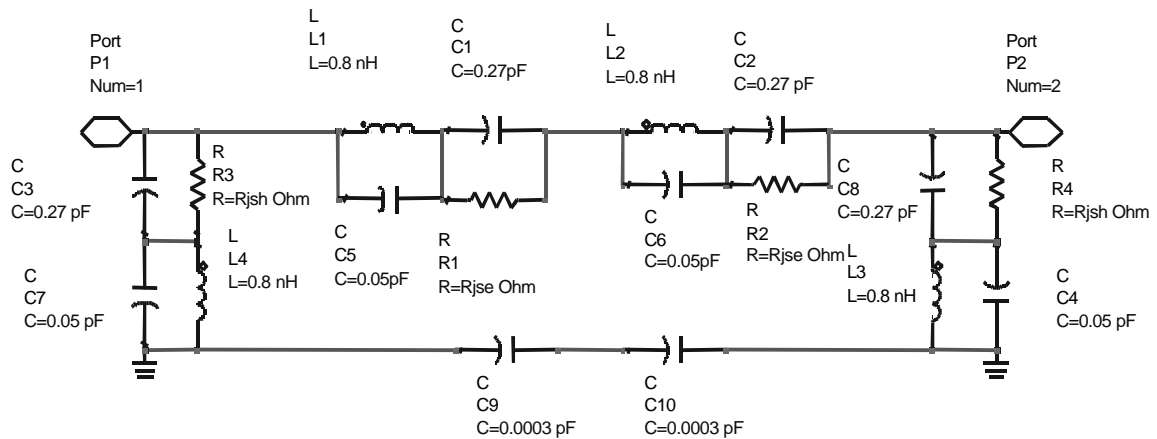 Port
P1
Num=1
L
L1
L=0.8 nH
C
C1
C=0.27pF
L
L2
L=0.8 nH
C
C2
C=0.27 pF
Port
P2
Num=2
C
C3
C=0.27 pF
R
R3
R=Rjsh Ohm
C
C8
C=0.27 pF
R
R4
R=Rjsh Ohm
C
C7
C=0.05 pF
L
L4
L=0.8 nH
C
C5
C=0.05pF
R
R1
R=Rjse Ohm
C
C6
C=0.05pF
R
R2
R=Rjse Ohm
L
L3
L=0.8 nH
C
C4
C=0.05 pF
C
C9
C=0.0003 pF
C
C10
C=0.0003 pF